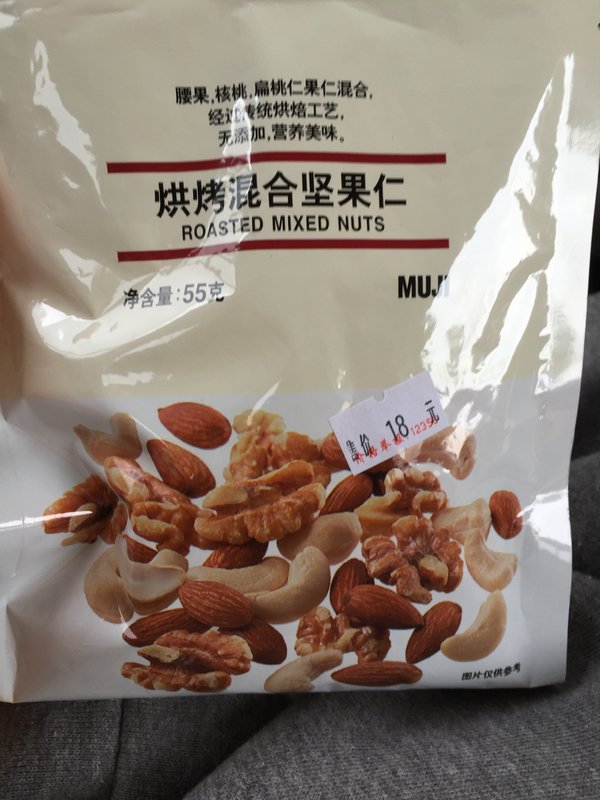 腰果,核桃,扁桃仁果仁混合,
经过传统烘焙工艺,
无添加,营养美味。
烘烤混合坚果仁
ROASTED MIXED NUTS
净含量:55克
MUJI
售价 18 元
12358
图片仅供参考